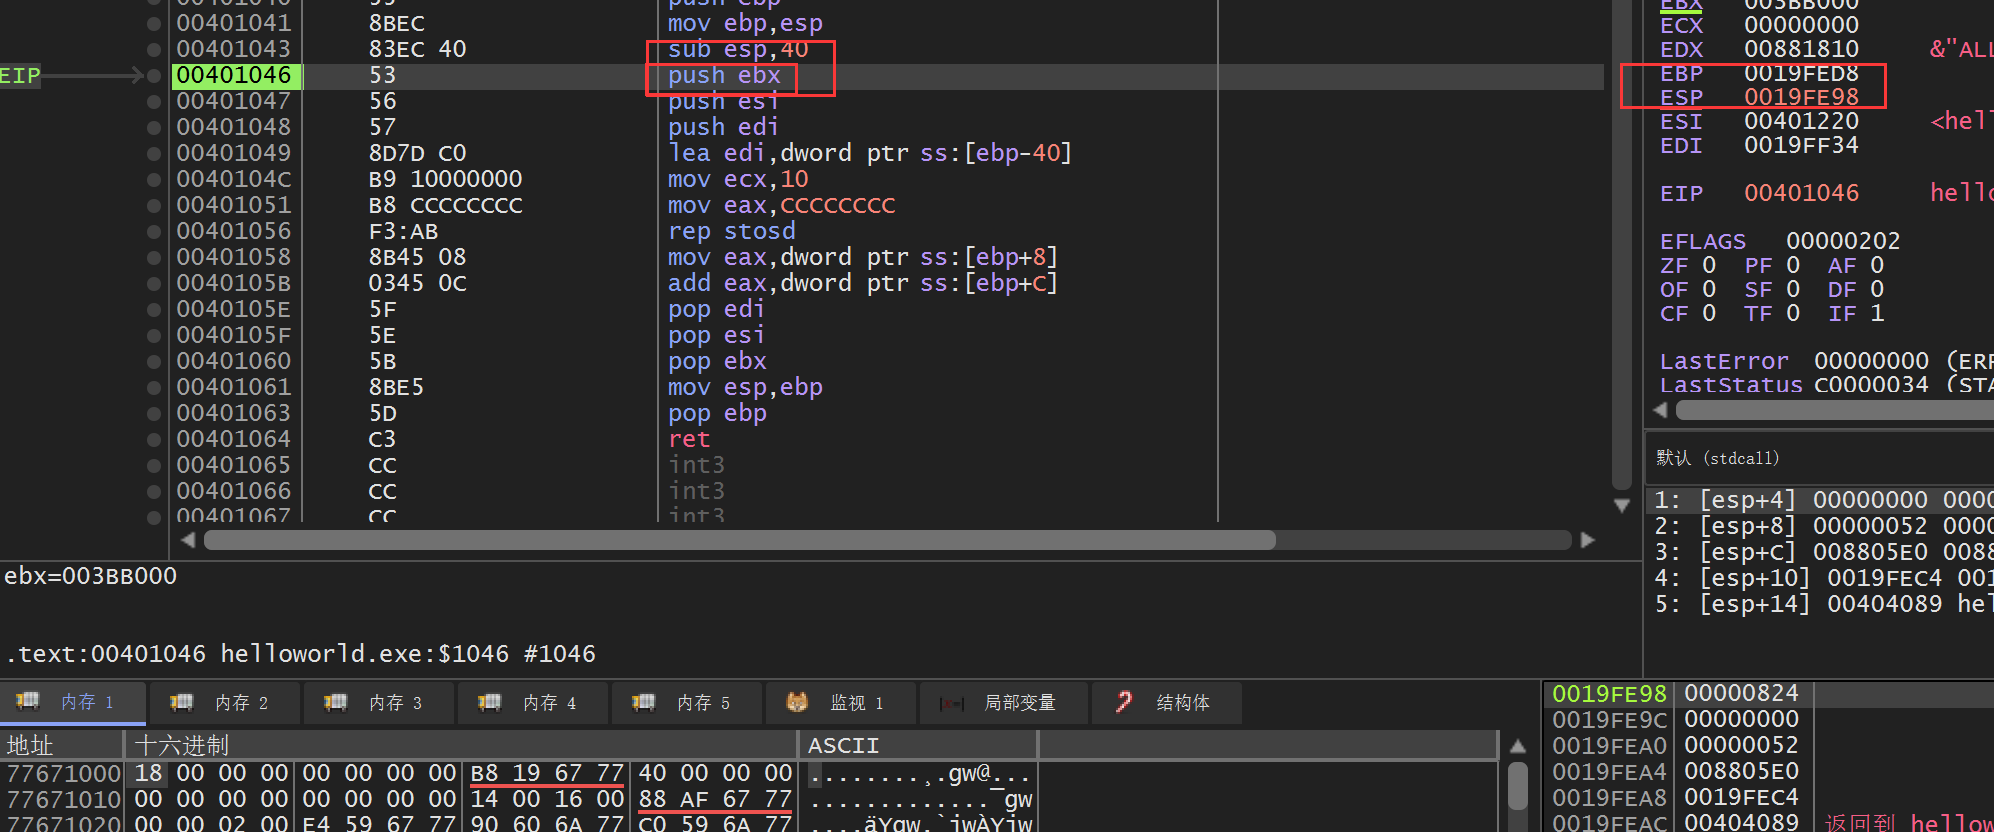 push ebp
00401041 8BEC mov ebp,esp
00401043 83EC 40 sub esp,40
EIP 00401046 53 push ebx
00401047 56 push esi
00401048 57 push edi
00401049 8D7D C0 lea edi,dword ptr ss:[ebp-40]
0040104C B9 10000000 mov ecx,10
00401051 B8 CCCCCCCC mov eax,CCCCCCCC
00401056 F3:AB rep stosd
00401058 8B45 08 mov eax,dword ptr ss:[ebp+8]
0040105B 0345 0C add eax,dword ptr ss:[ebp+C]
0040105E 5F pop edi
0040105F 5E pop esi
00401060 5B pop ebx
00401061 8BE5 mov esp,ebp
00401063 5D pop ebp
00401064 C3 ret
00401065 CC int3
00401066 CC int3
00401067 CC int3
EBX 003BB000
ECX 00000000
EDX 00881810 &"ALL
EBP 0019FED8
ESP 0019FE98
ESI 00401220 <hell
EDI 0019FF34
EIP 00401046 hello
EFLAGS 00000202
ZF 0 PF 0 AF 0
OF 0 SF 0 DF 0
CF 0 TF 0 IF 1
LastError 00000000 (ERR
LastStatus C0000034 (STA
默认 (stdcall)
1: [esp+4] 00000000 0000
2: [esp+8] 00000052 0000
3: [esp+C] 008805E0 0088
4: [esp+10] 0019FEC4 001
5: [esp+14] 00404089 hel
ebx=003BB000
.text:00401046 helloworld.exe:$1046 #1046
内存 1 内存 2 内存 3 内存 4 内存 5 监视 1 局部变量 结构体
地址 十六进制 ASCII
77671000 18 00 00 00 00 00 00 00 B8 19 67 77 40 00 00 00 ........¸.gw@...
77671010 00 00 00 00 00 00 00 00 14 00 16 00 88 AF 67 77 .............¯gw
77671020 00 00 02 00 E4 59 67 77 90 60 6A 77 C0 59 6A 77 ....äYgw.`jwÀYjw
0019FE98 00000824
0019FE9C 00000000
0019FEA0 00000052
0019FEA4 008805E0
0019FEA8 0019FEC4
0019FEAC 00404089 返回到 hellow